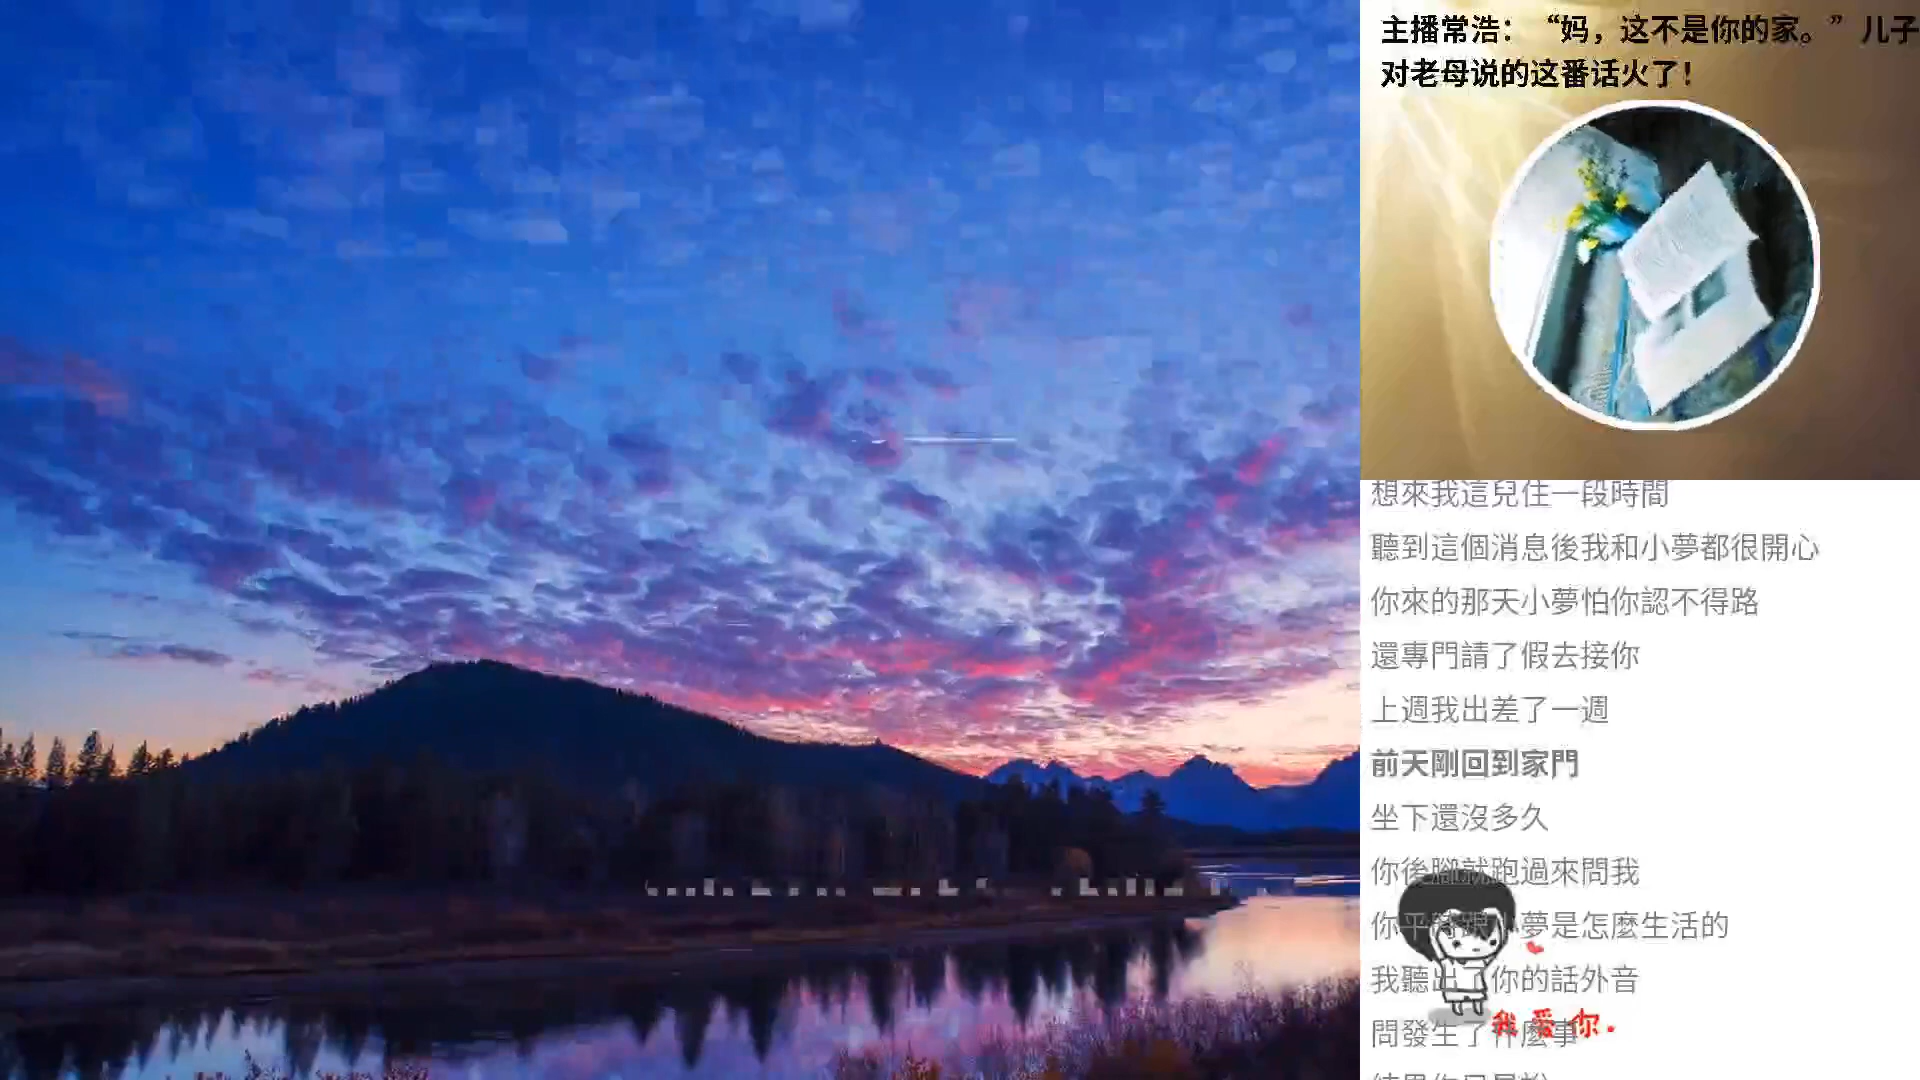 主播常浩：“妈，这不是你的家。”儿子
对老母说的这番话火了！
想來我這兒住一段時間
聽到這個消息後我和小夢都很開心
你來的那天小夢怕你認不得路
還專門請了假去接你
上週我出差了一週
前天剛回到家門
坐下還沒多久
你後腳就跑過來問我
你平時跟小夢是怎麼生活的
我聽出 你的話外音
問發生了什麼事
我爱你.